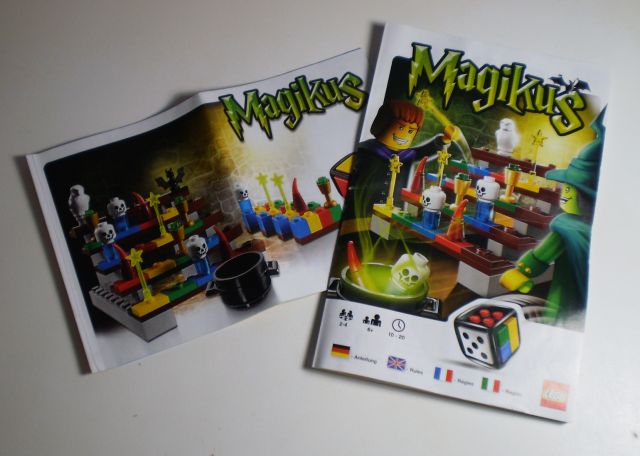 Magikus
Magikus
2-4
6+
10 - 20
- Anleitung
- Rules
- Règles
- Regole
LEGO